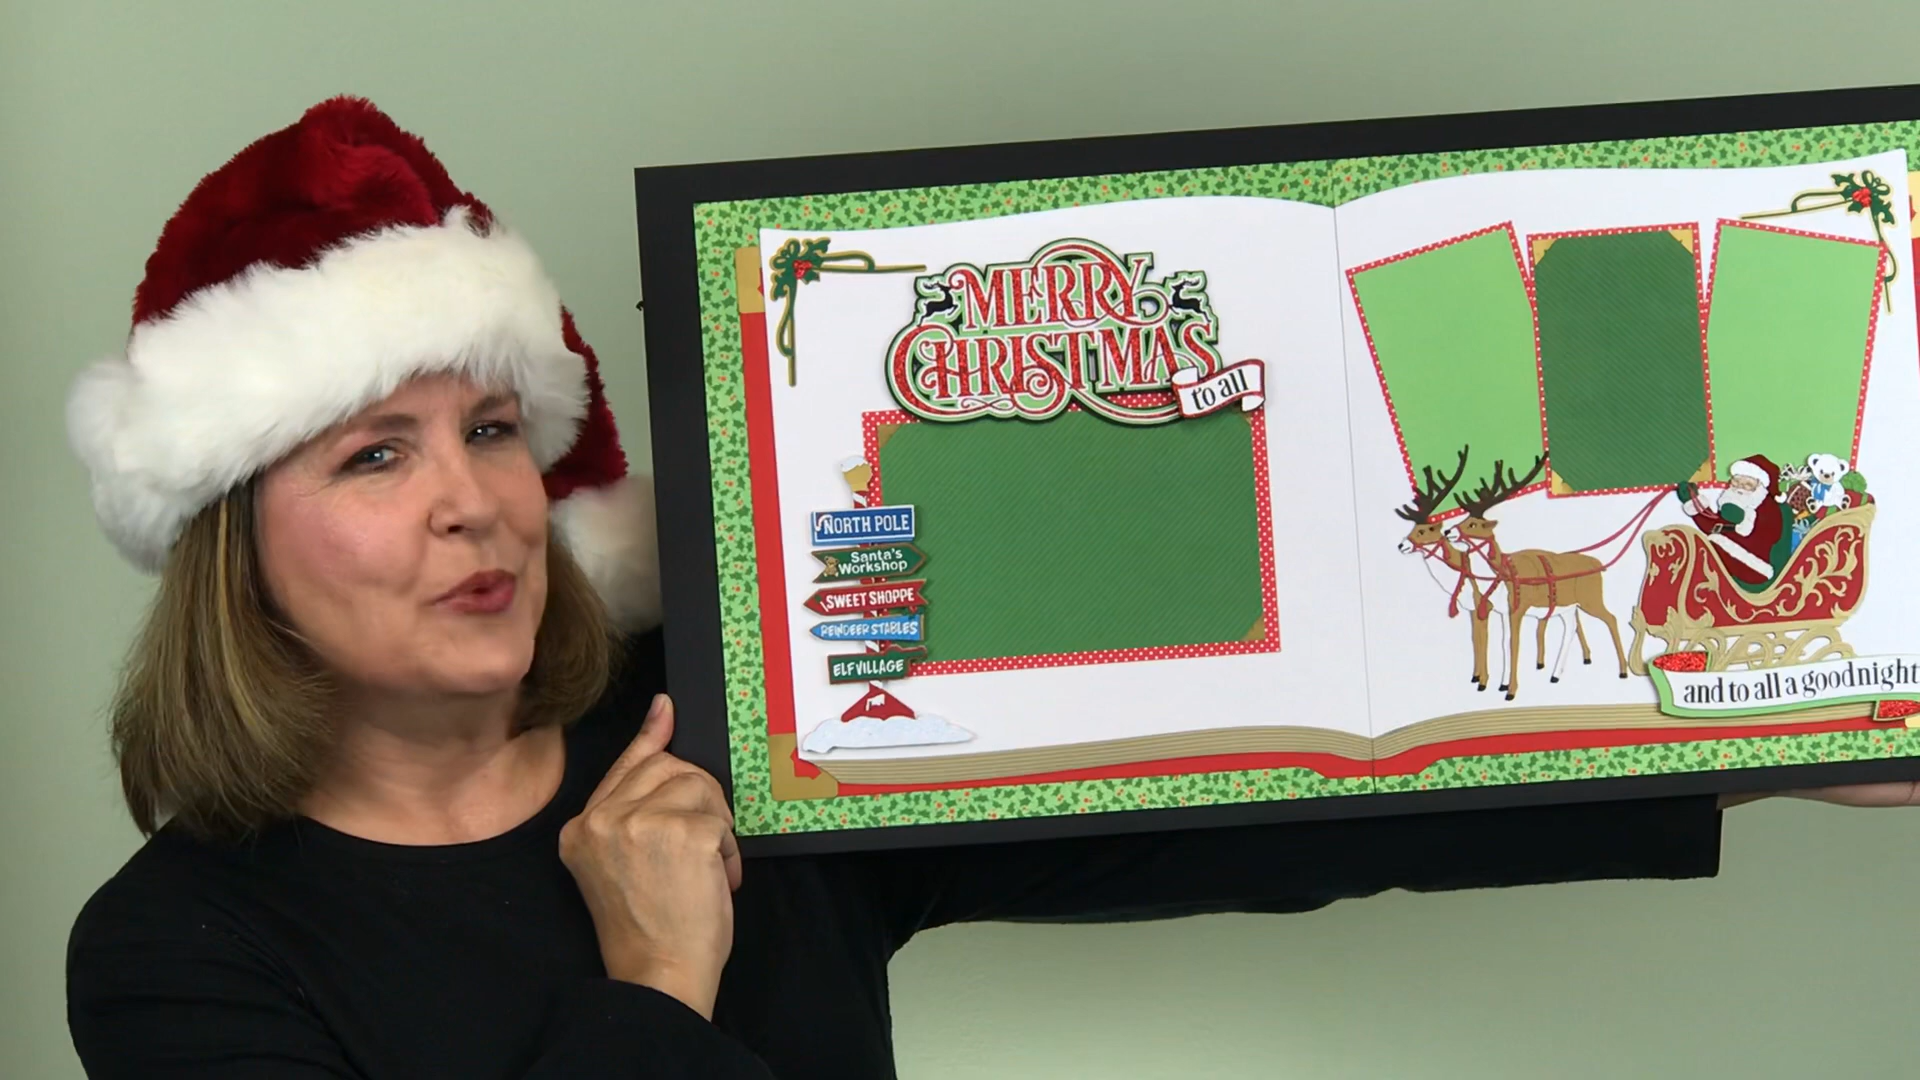 MERRY
CHRISTMAS
to all
NORTH POLE
Santa's
Workshop
SWEET SHOPPE
REINDEER STABLES
ELF VILLAGE
and to all a good night